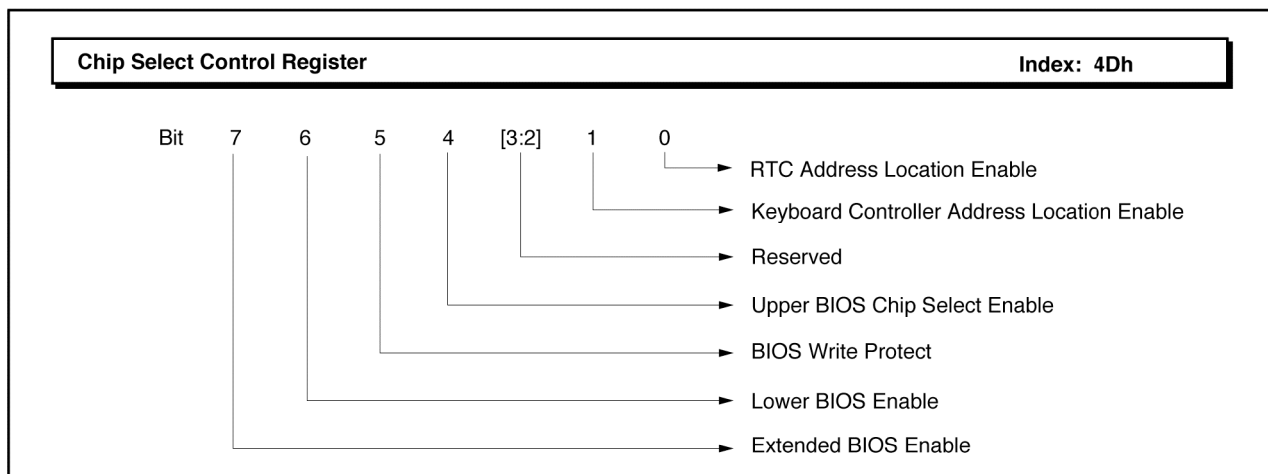 Chip Select Control Register Index: 4Dh
Bit 7 6 5 4 [3:2] 1 0
RTC Address Location Enable
Keyboard Controller Address Location Enable
Reserved
Upper BIOS Chip Select Enable
BIOS Write Protect
Lower BIOS Enable
Extended BIOS Enable